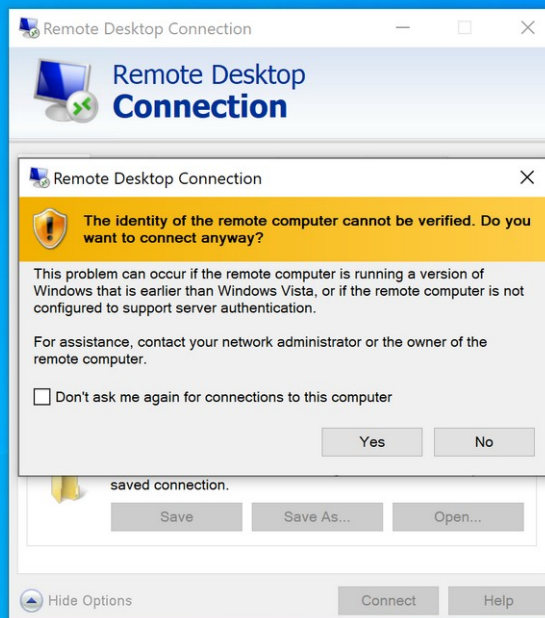 Remote Desktop Connection
Remote Desktop
Connection
Remote Desktop Connection
The identity of the remote computer cannot be verified. Do you
want to connect anyway?
This problem can occur if the remote computer is running a version of
Windows that is earlier than Windows Vista, or if the remote computer is not
configured to support server authentication.
For assistance, contact your network administrator or the owner of the
remote computer.
Don't ask me again for connections to this computer
Yes No
saved connection.
Save Save As... Open...
Hide Options Connect Help